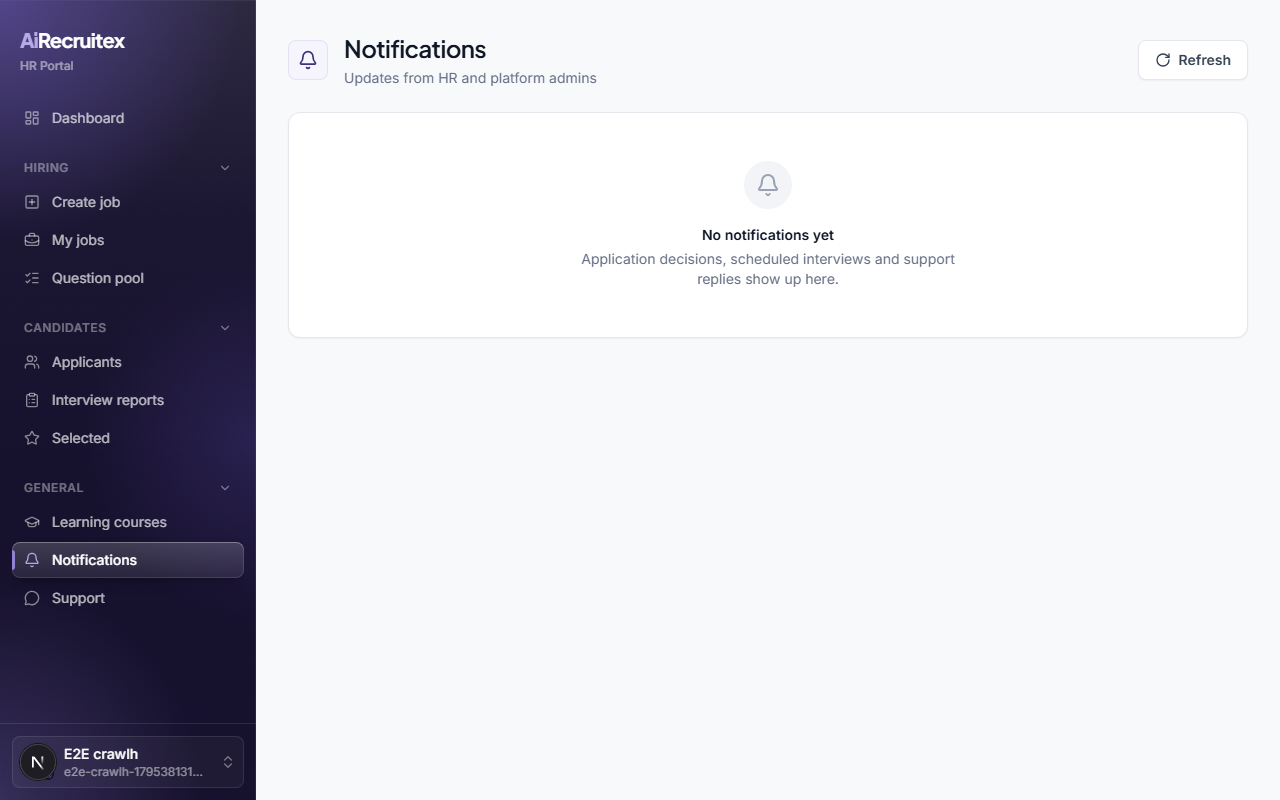 AiRecruitex
HR Portal
Dashboard
HIRING
Create job
My jobs
Question pool
CANDIDATES
Applicants
Interview reports
Selected
GENERAL
Learning courses
Notifications
Support
N
E2E crawlh
e2e-crawlh-179538131...
Notifications
Updates from HR and platform admins
Refresh
No notifications yet
Application decisions, scheduled interviews and support
replies show up here.